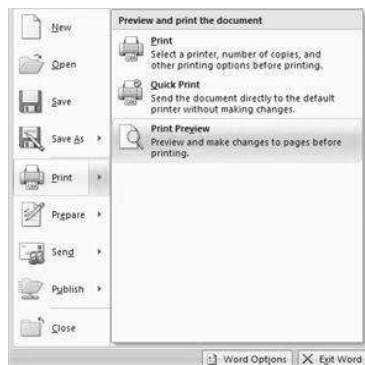 New
Open
Save
Save As
Print
Prepare
Send
Publish
Close
Preview and print the document
Print
Select a printer, number of copies, and
other printing options before printing.
Quick Print
Send the document directly to the default
printer without making changes.
Print Preview
Preview and make changes to pages before
printing.
Word Options
Exit Word